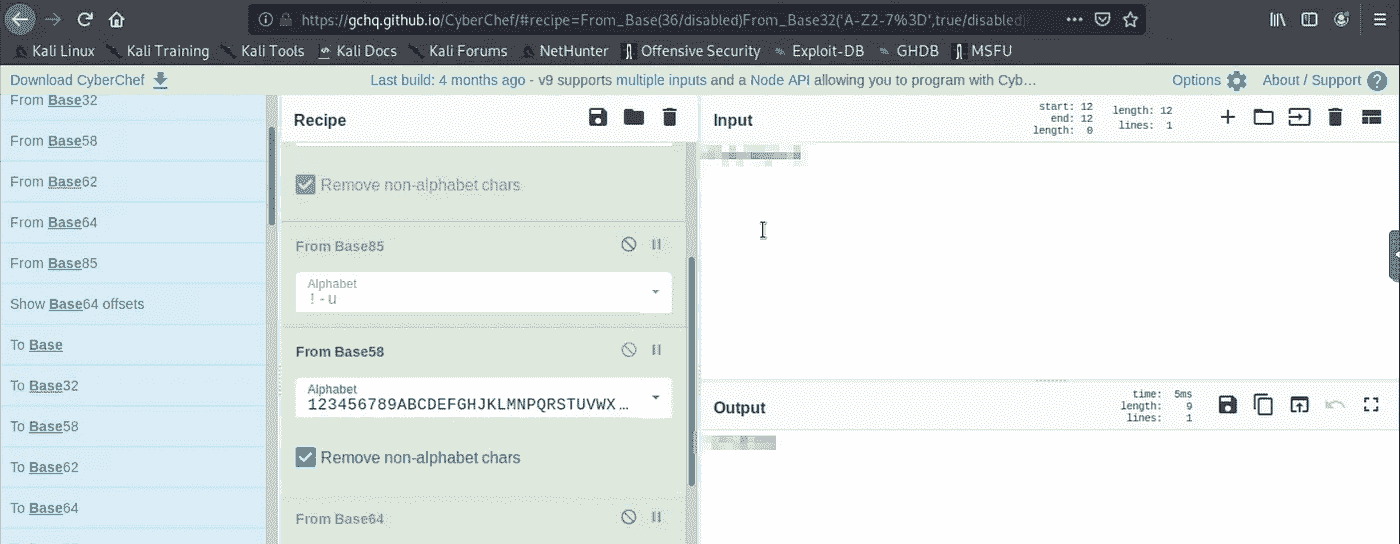 https://gchq.github.io/CyberChef/#recipe=From_Base(36/disabled)From_Base32('A-Z2-7%3D',true/disabled)
Kali Linux Kali Training Kali Tools Kali Docs Kali Forums NetHunter Offensive Security Exploit-DB GHDB MSFU
Download CyberChef Last build: 4 months ago - v9 supports multiple inputs and a Node API allowing you to program with Cyb... Options About / Support
From Base32
From Base58
From Base62
From Base64
From Base85
Show Base64 offsets
To Base
To Base32
To Base58
To Base62
To Base64
Recipe
Remove non-alphabet chars
From Base85
Alphabet
! - u
From Base58
Alphabet
123456789ABCDEFGHJKLMNPQRSTUVWX...
Remove non-alphabet chars
From Base64
Input
start: 12
end: 12
length: 0
length: 12
lines: 1
Output
time: 5ms
length: 9
lines: 1